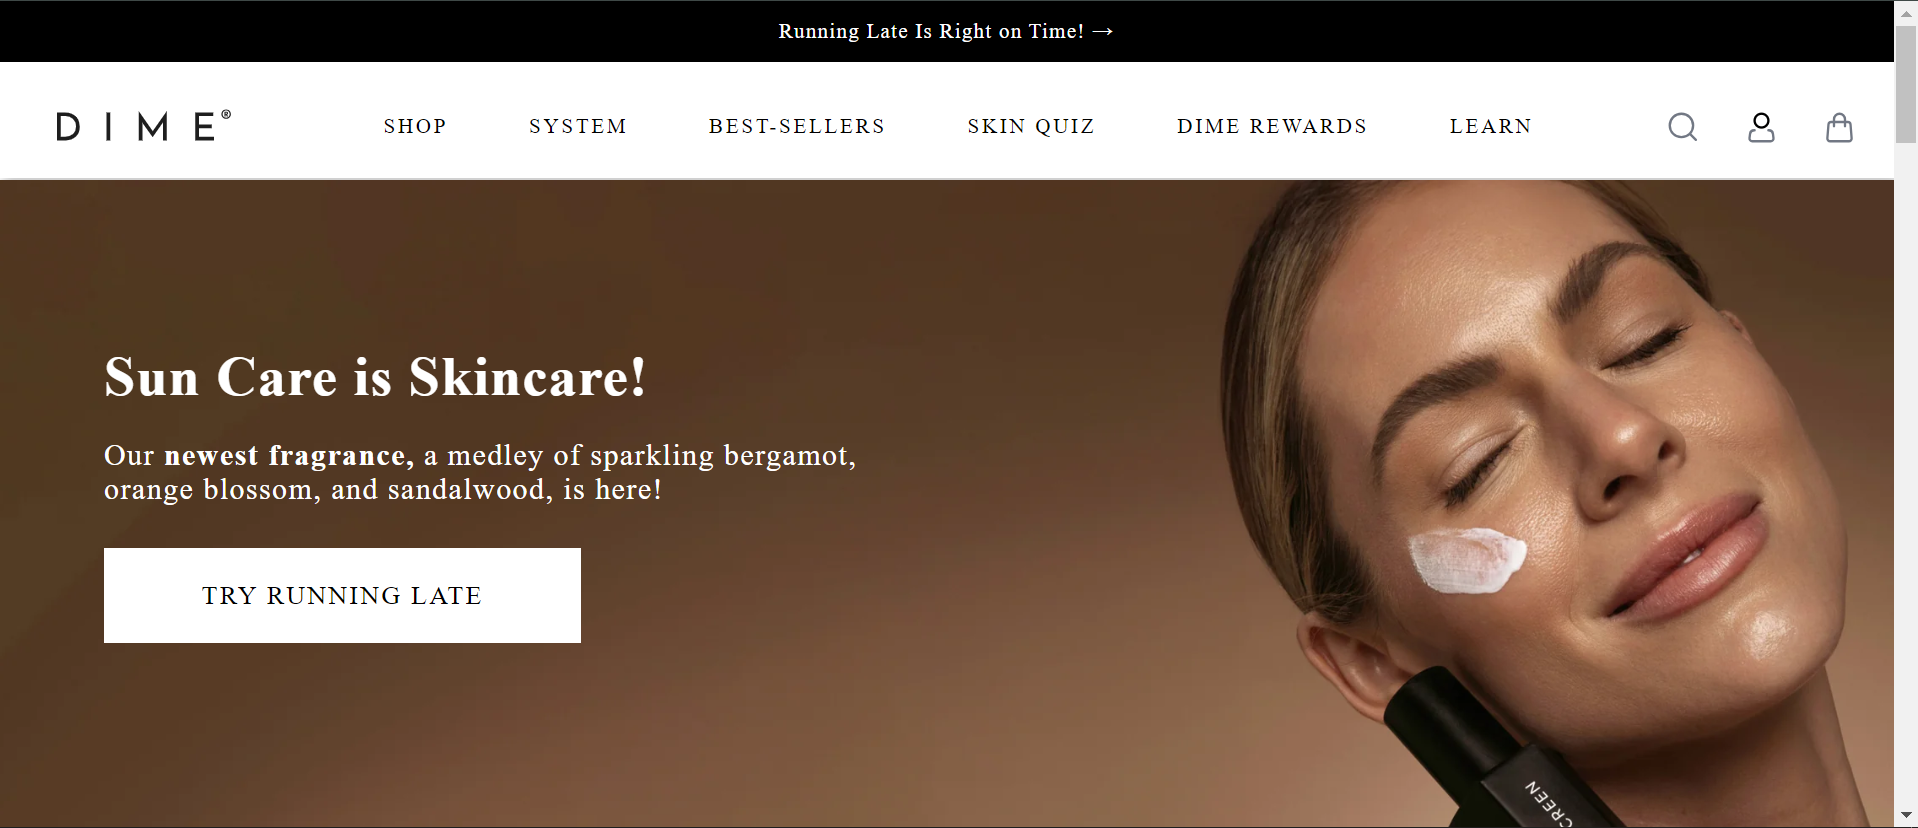 Running Late Is Right on Time! →
DIME®
SHOP
SYSTEM
BEST-SELLERS
SKIN QUIZ
DIME REWARDS
LEARN
Sun Care is Skincare!
Our newest fragrance, a medley of sparkling bergamot,
orange blossom, and sandalwood, is here!
TRY RUNNING LATE
CREEN